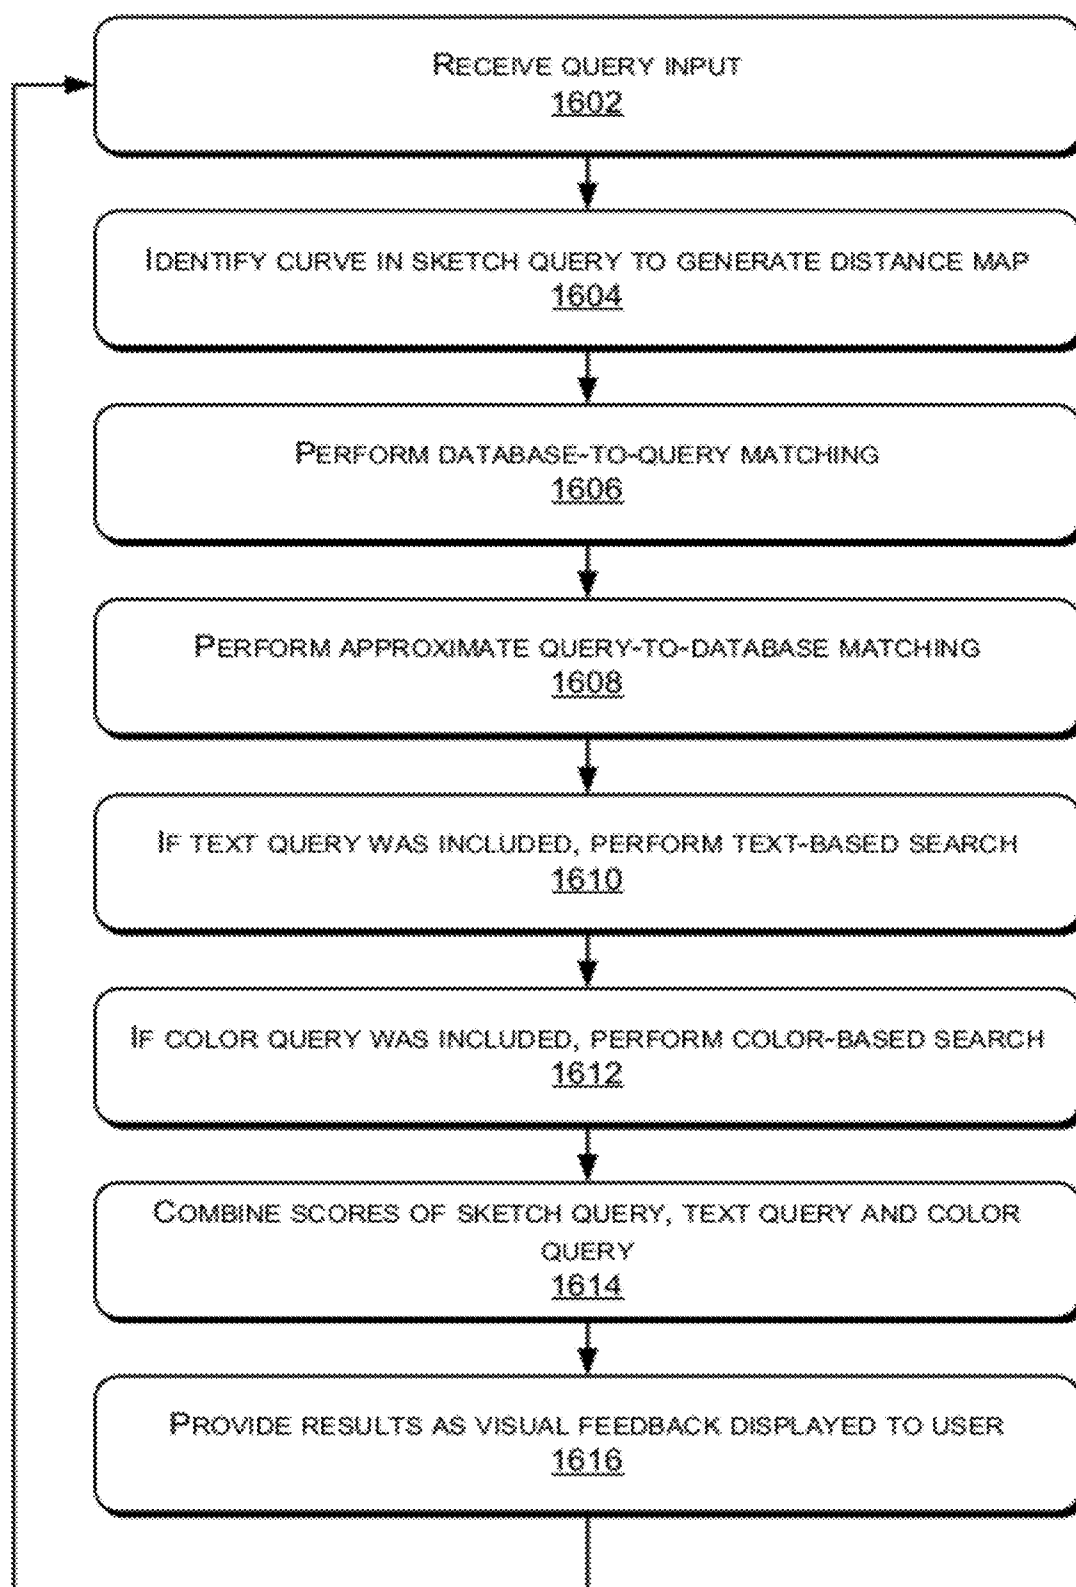 RECEIVE QUERY INPUT
1602
IDENTIFY CURVE IN SKETCH QUERY TO GENERATE DISTANCE MAP
1604
PERFORM DATABASE-TO-QUERY MATCHING
1606
PERFORM APPROXIMATE QUERY-TO-DATABASE MATCHING
1608
IF TEXT QUERY WAS INCLUDED, PERFORM TEXT-BASED SEARCH
1610
IF COLOR QUERY WAS INCLUDED, PERFORM COLOR-BASED SEARCH
1612
COMBINE SCORES OF SKETCH QUERY, TEXT QUERY AND COLOR
QUERY
1614
PROVIDE RESULTS AS VISUAL FEEDBACK DISPLAYED TO USER
1616